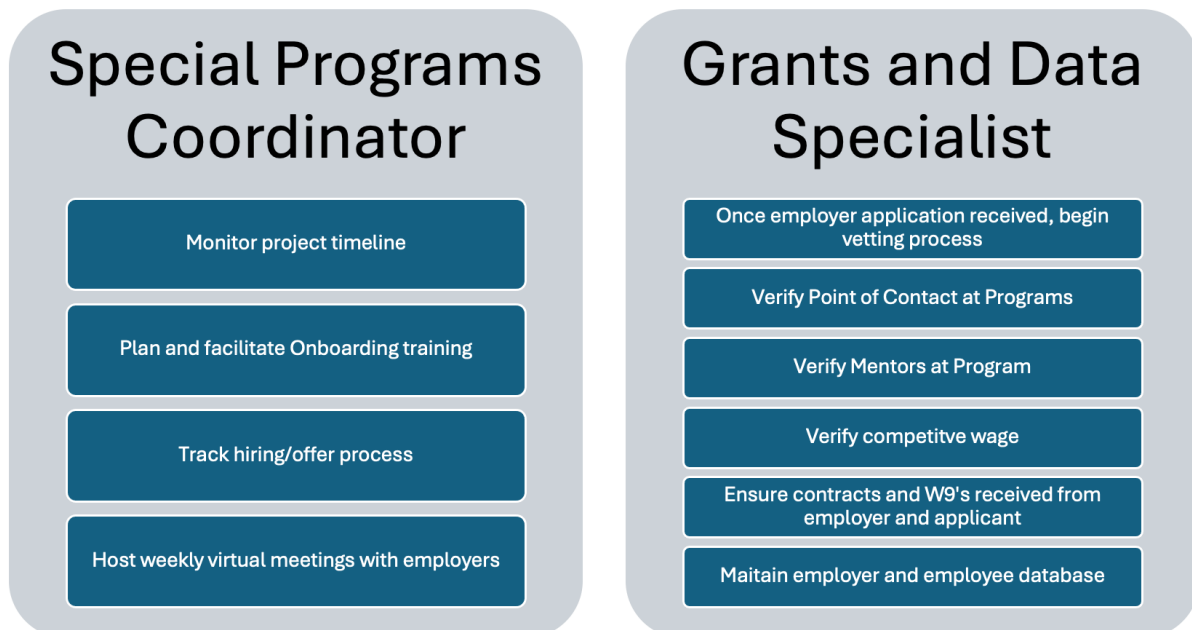 Special Programs
Coordinator
Monitor project timeline
Plan and facilitate Onboarding training
Track hiring/offer process
Host weekly virtual meetings with employers
Grants and Data
Specialist
Once employer application received, begin
vetting process
Verify Point of Contact at Programs
Verify Mentors at Program
Verify competitve wage
Ensure contracts and W9's received from
employer and applicant
Maitain employer and employee database